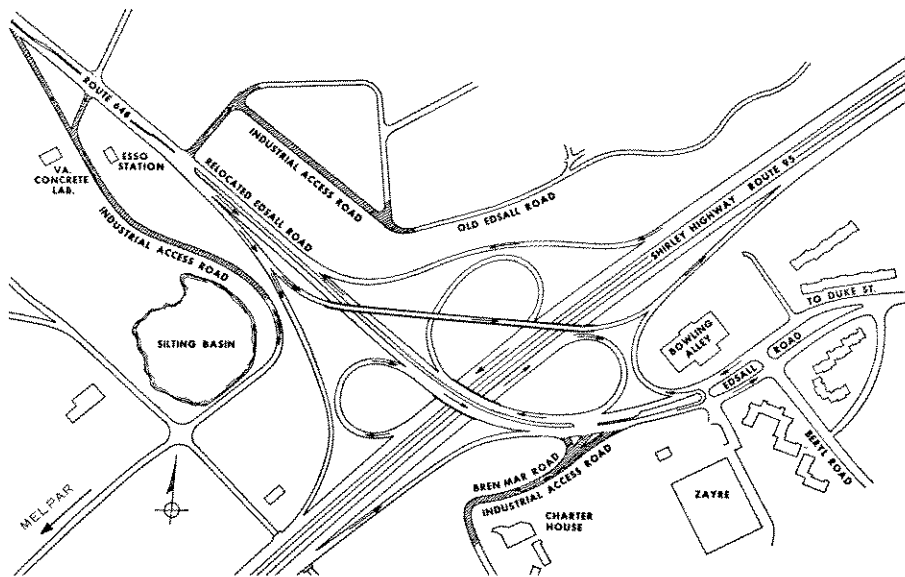 ROUTE 648
VA.
CONCRETE
LAB.
ESSO
STATION
RELOCATED EDSALL ROAD
INDUSTRIAL ACCESS ROAD
OLD EDSALL ROAD
SHIRLEY HIGHWAY ROUTE 95
INDUSTRIAL ACCESS ROAD
SILTING BASIN
BOWLING
ALLEY
TO DUKE ST.
EDSALL
ROAD
BERYL ROAD
BREN MAR ROAD
INDUSTRIAL ACCESS ROAD
ZAYRE
CHARTER
HOUSE
MELPAR